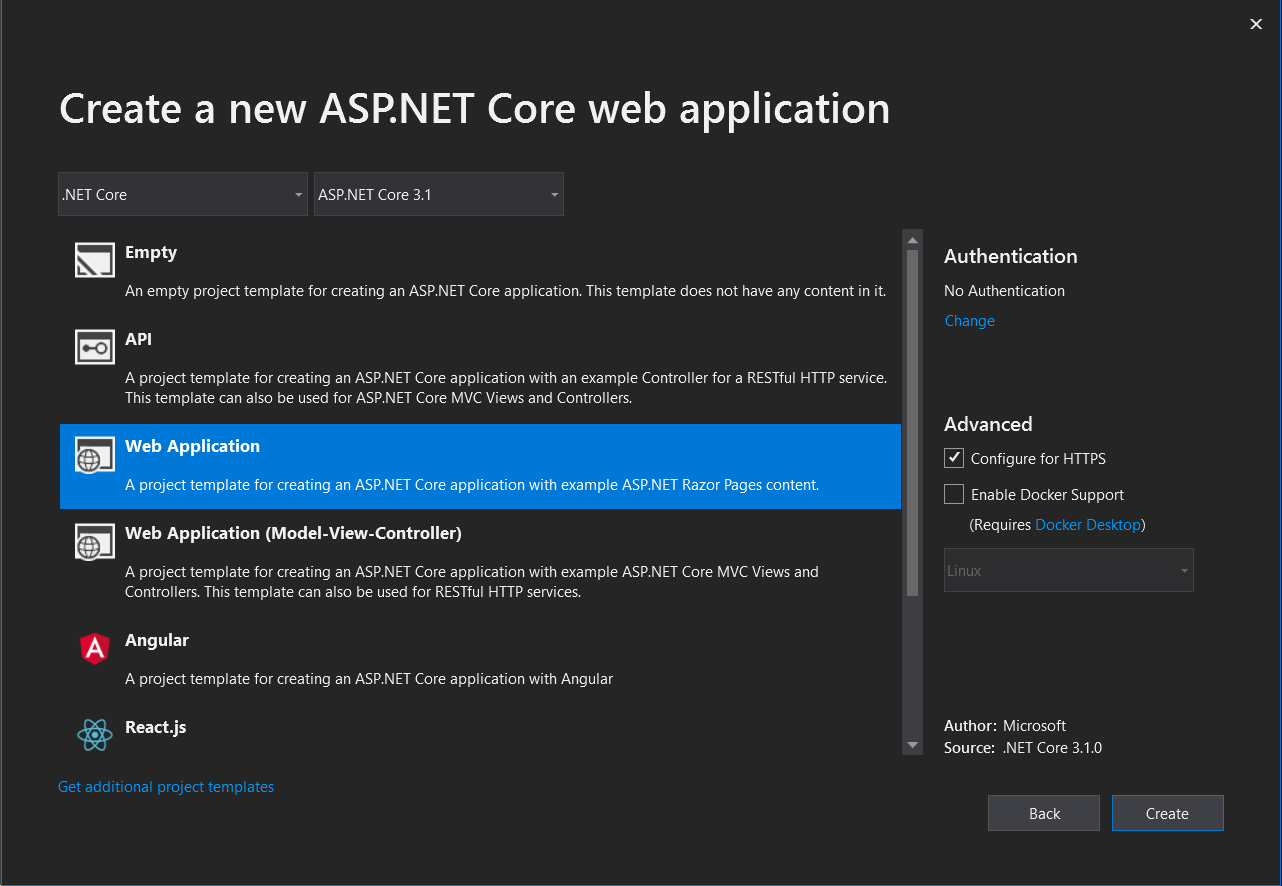 Create a new ASP.NET Core web application
.NET Core
ASP.NET Core 3.1
Empty
An empty project template for creating an ASP.NET Core application. This template does not have any content in it.
API
A project template for creating an ASP.NET Core application with an example Controller for a RESTful HTTP service.
This template can also be used for ASP.NET Core MVC Views and Controllers.
Web Application
A project template for creating an ASP.NET Core application with example ASP.NET Razor Pages content.
Web Application (Model-View-Controller)
A project template for creating an ASP.NET Core application with example ASP.NET Core MVC Views and
Controllers. This template can also be used for RESTful HTTP services.
Angular
A project template for creating an ASP.NET Core application with Angular
React.js
Get additional project templates
Authentication
No Authentication
Change
Advanced
Configure for HTTPS
Enable Docker Support
(Requires Docker Desktop)
Linux
Author: Microsoft
Source: .NET Core 3.1.0
Back
Create